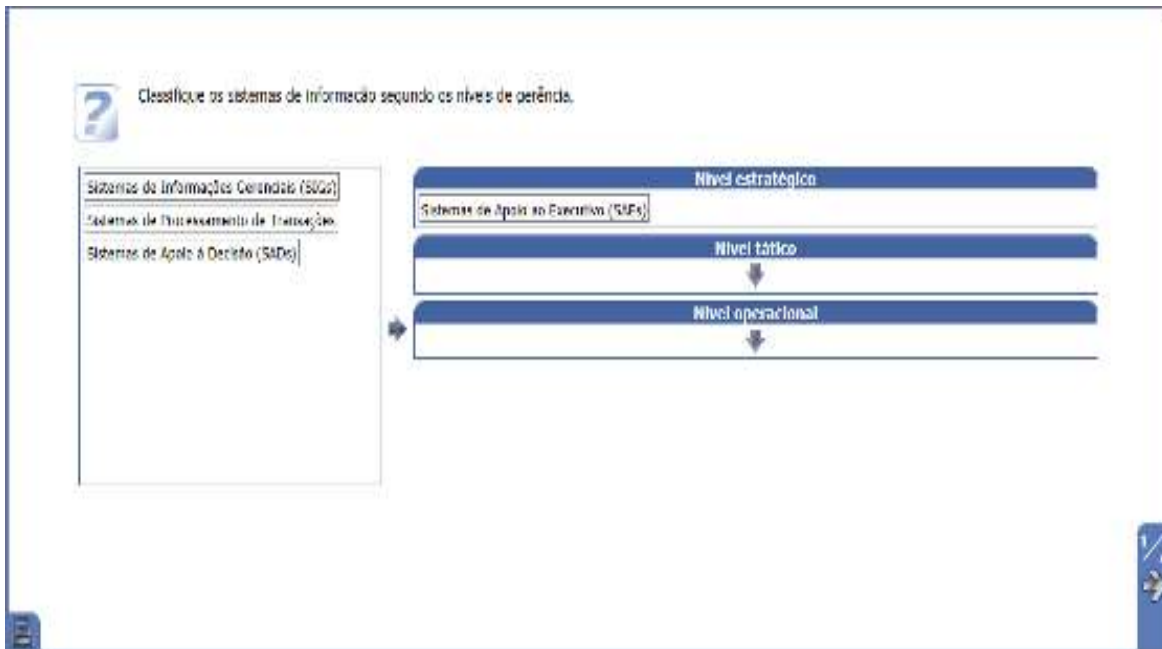 Classifique os sistemas de informação segundo os níveis de gerência.
Sistemas de Informações Gerenciais (SIGs)
Sistemas de Processamento de Transações
Sistemas de Apoio à Decisão (SADs)
Nível estratégico
Sistemas de Apoio ao Executivo (SAEs)
Nível tático
Nível operacional
1/